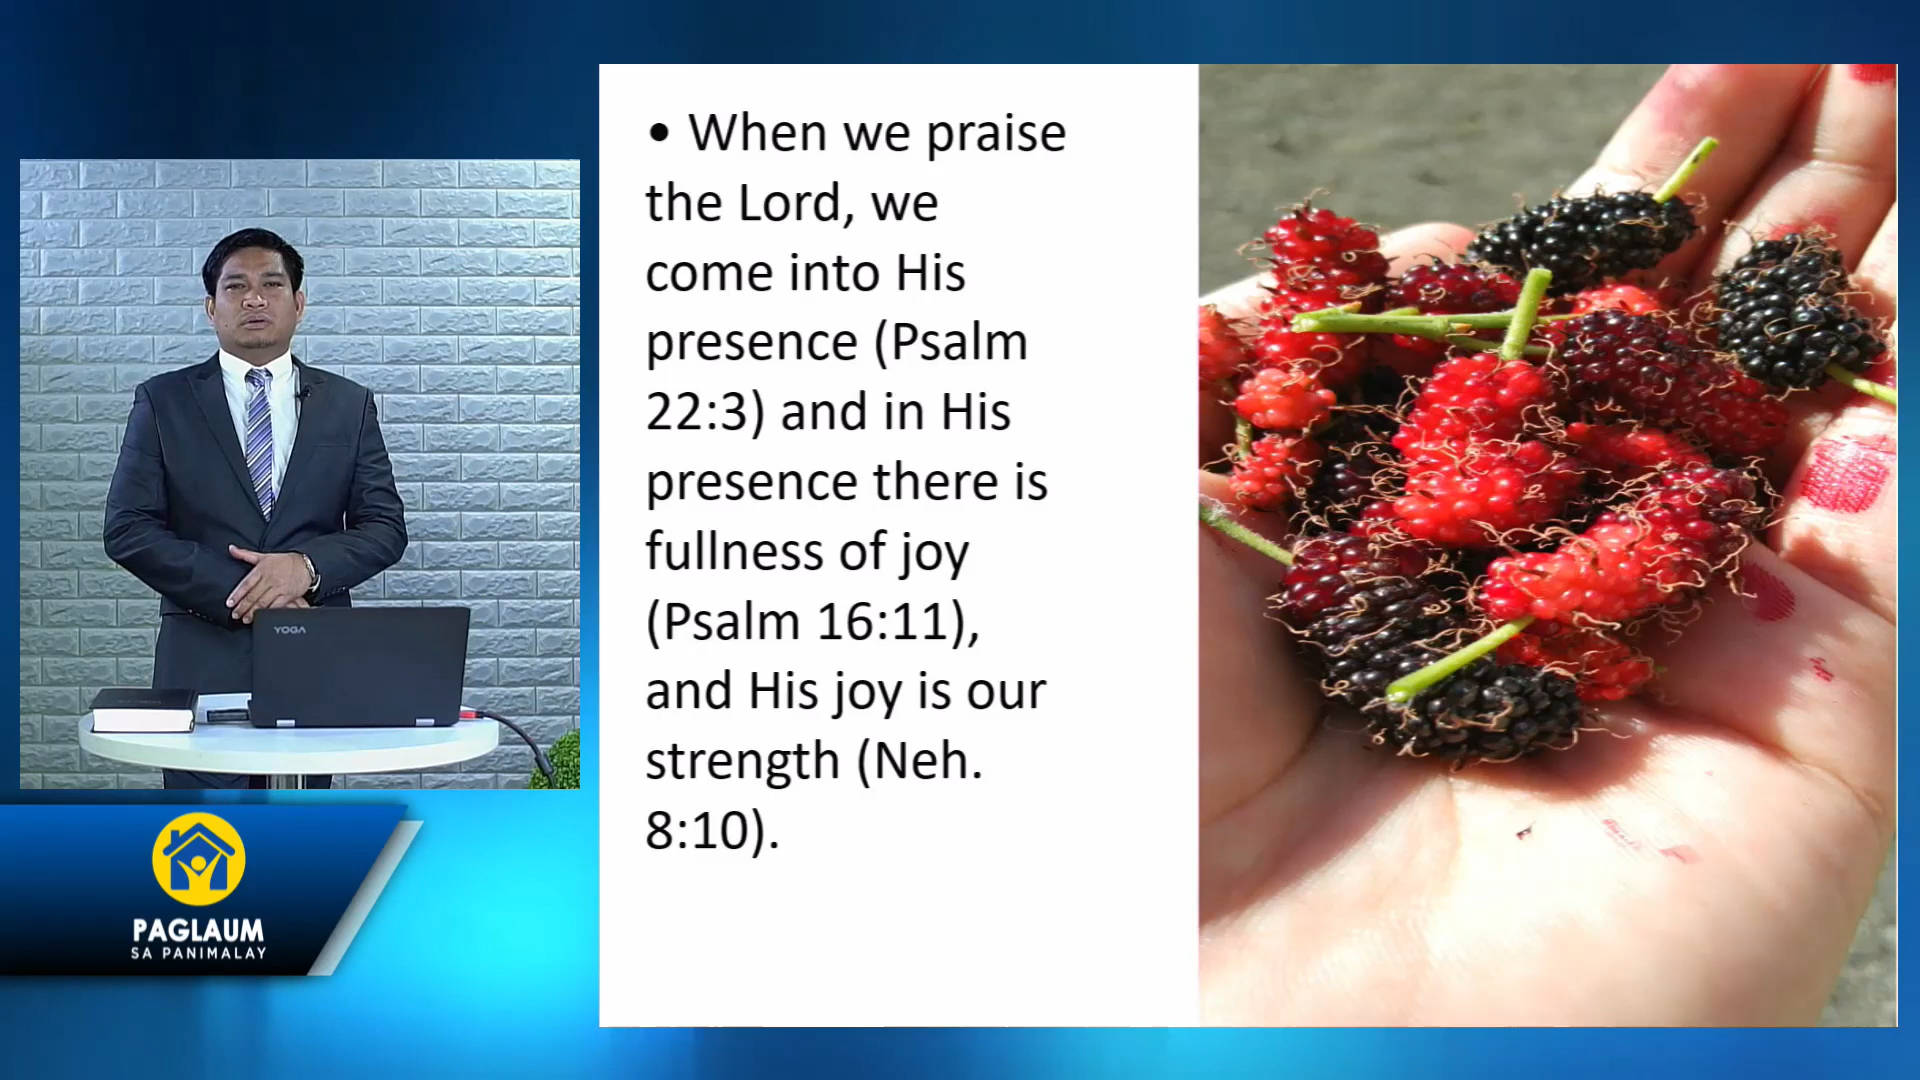 • When we praise
the Lord, we
come into His
presence (Psalm
22:3) and in His
presence there is
fullness of joy
(Psalm 16:11),
and His joy is our
strength (Neh.
8:10).
YOGA
PAGLAUM
SA PANIMALAY